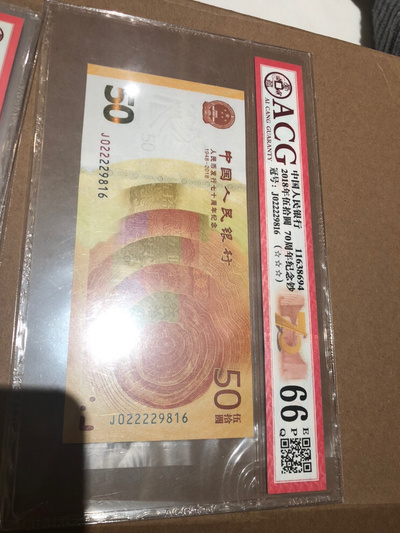 50
J022229816
中国人民银行
人民币发行七十周年纪念
1948-2018
50
伍拾圆
J022229816
ACG
AI CANG GUARANTY
中国人民银行
2018年伍拾圆 70周年纪念钞
冠号:J022229816 (☆☆☆)
11638694
70
66
EPQ